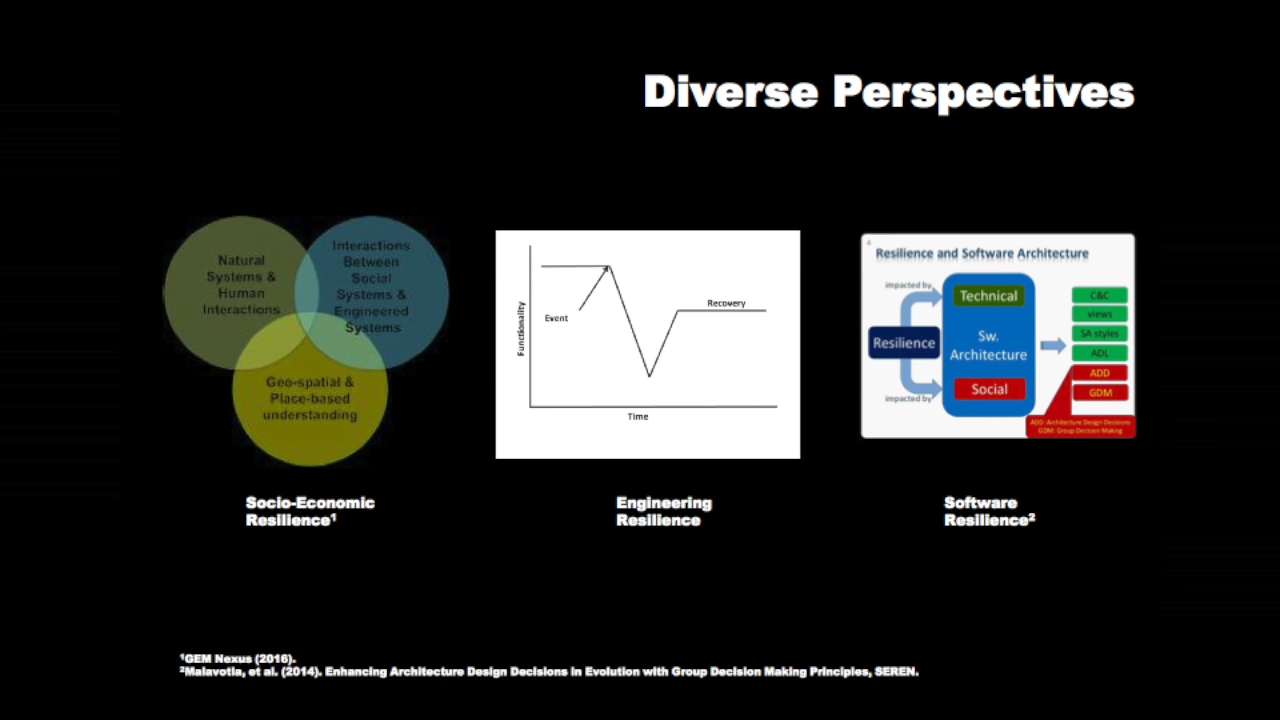 Diverse Perspectives
Natural
Systems &
Human
Interactions
Interactions
Between
Social
Systems &
Engineered
Systems
Geo-spatial &
Place-based
understanding
Socio-Economic
Resilience¹
Functionality
Event
Recovery
Time
Engineering
Resilience
Resilience and Software Architecture
impacted by
Resilience
impacted by
Technical
Sw.
Architecture
Social
C&C
views
SA styles
ADL
ADD
GDM
ADD: Architecture Design Decisions
GDM: Group Decision Making
Software
Resilience²
¹GEM Nexus (2016).
²Malavotla, et al. (2014). Enhancing Architecture Design Decisions in Evolution with Group Decision Making Principles, SEREN.